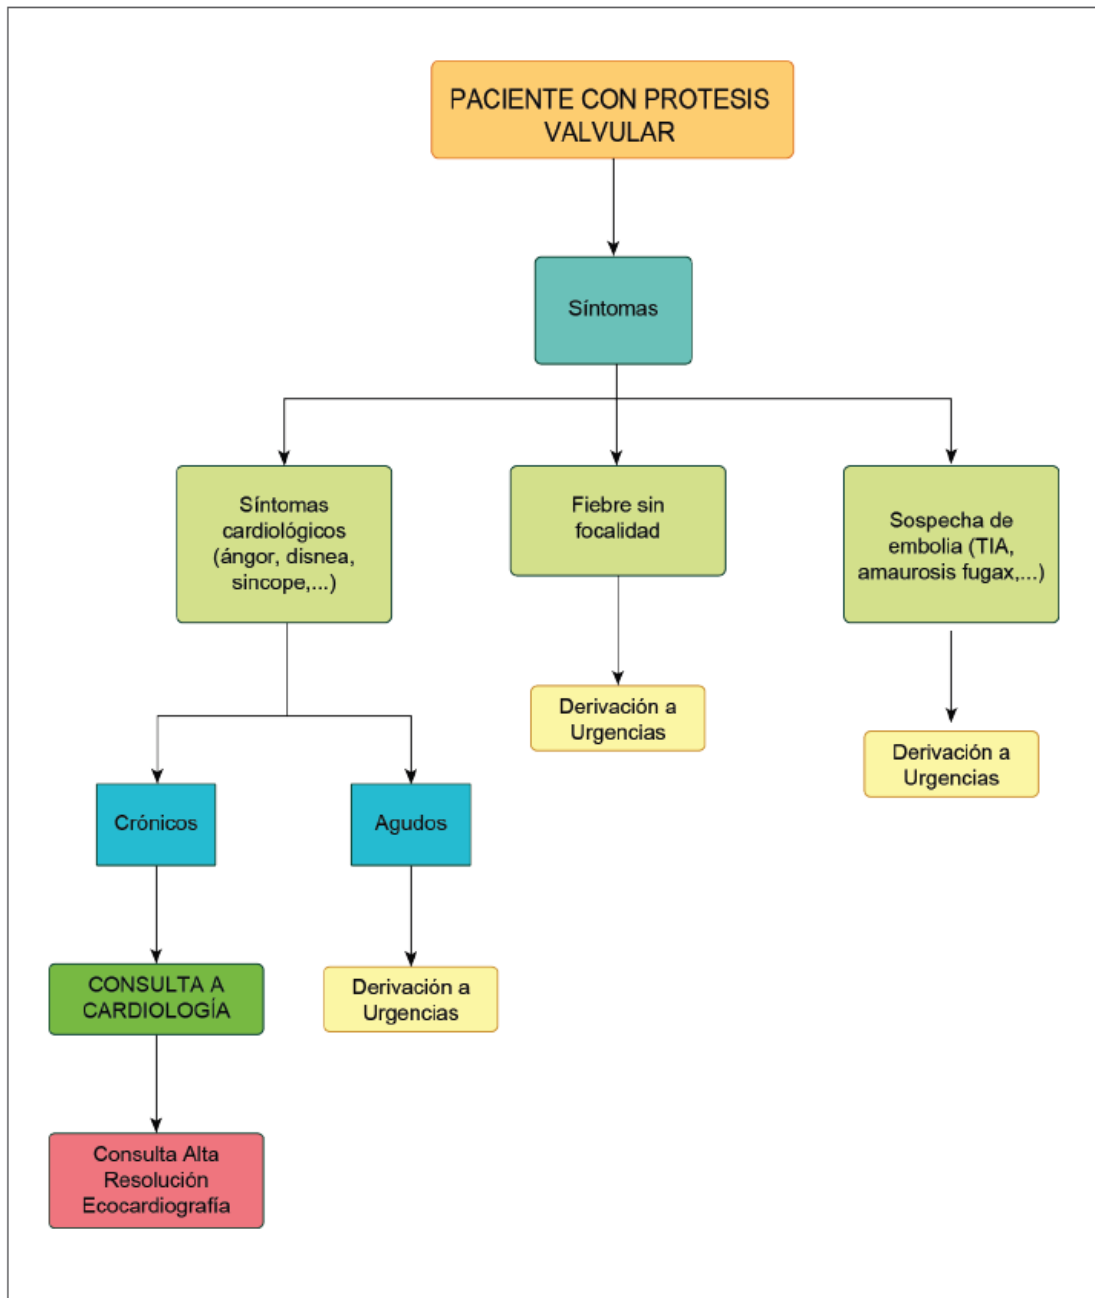 PACIENTE CON PROTESIS
VALVULAR
Síntomas
Síntomas
cardiológicos
(ángor, disnea,
sincope,...)
Fiebre sin
focalidad
Sospecha de
embolia (TIA,
amaurosis fugax,...)
Derivación a
Urgencias
Derivación a
Urgencias
Crónicos
Agudos
CONSULTA A
CARDIOLOGÍA
Derivación a
Urgencias
Consulta Alta
Resolución
Ecocardiografía